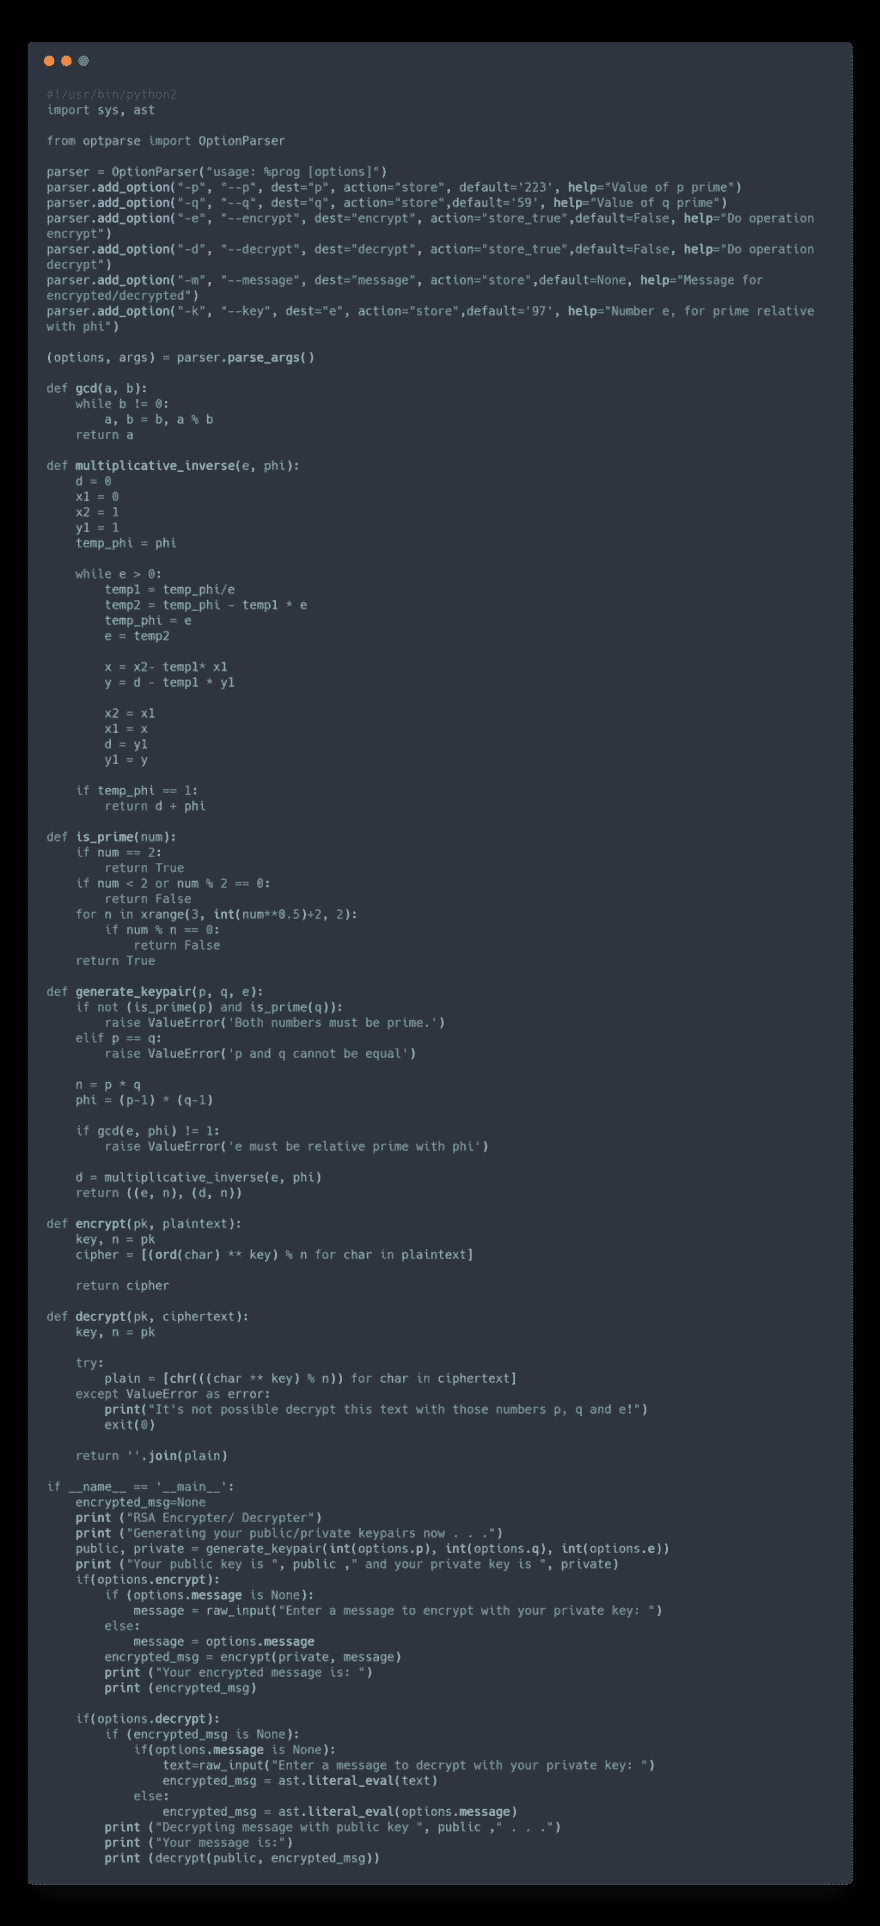 #!/usr/bin/python2
import sys, ast

from optparse import OptionParser

parser = OptionParser("usage: %prog [options]")
parser.add_option("-p", "--p", dest="p", action="store", default='223', help="Value of p prime")
parser.add_option("-q", "--q", dest="q", action="store",default='59', help="Value of q prime")
parser.add_option("-e", "--encrypt", dest="encrypt", action="store_true",default=False, help="Do operation
encrypt")
parser.add_option("-d", "--decrypt", dest="decrypt", action="store_true",default=False, help="Do operation
decrypt")
parser.add_option("-m", "--message", dest="message", action="store",default=None, help="Message for
encrypted/decrypted")
parser.add_option("-k", "--key", dest="e", action="store",default='97', help="Number e, for prime relative
with phi")

(options, args) = parser.parse_args()

def gcd(a, b):
    while b != 0:
        a, b = b, a % b
    return a

def multiplicative_inverse(e, phi):
    d = 0
    x1 = 0
    x2 = 1
    y1 = 1
    temp_phi = phi

    while e > 0:
        temp1 = temp_phi/e
        temp2 = temp_phi - temp1 * e
        temp_phi = e
        e = temp2

        x = x2- temp1* x1
        y = d - temp1 * y1

        x2 = x1
        x1 = x
        d = y1
        y1 = y

    if temp_phi == 1:
        return d + phi

def is_prime(num):
    if num == 2:
        return True
    if num < 2 or num % 2 == 0:
        return False
    for n in xrange(3, int(num**0.5)+2, 2):
        if num % n == 0:
            return False
    return True

def generate_keypair(p, q, e):
    if not (is_prime(p) and is_prime(q)):
        raise ValueError('Both numbers must be prime.')
    elif p == q:
        raise ValueError('p and q cannot be equal')

    n = p * q
    phi = (p-1) * (q-1)

    if gcd(e, phi) != 1:
        raise ValueError('e must be relative prime with phi')

    d = multiplicative_inverse(e, phi)
    return ((e, n), (d, n))

def encrypt(pk, plaintext):
    key, n = pk
    cipher = [(ord(char) ** key) % n for char in plaintext]

    return cipher

def decrypt(pk, ciphertext):
    key, n = pk

    try:
        plain = [chr(((char ** key) % n)) for char in ciphertext]
    except ValueError as error:
        print("It's not possible decrypt this text with those numbers p, q and e!")
        exit(0)

    return ''.join(plain)

if __name__ == '__main__':
    encrypted_msg=None
    print ("RSA Encrypter/ Decrypter")
    print ("Generating your public/private keypairs now . . .")
    public, private = generate_keypair(int(options.p), int(options.q), int(options.e))
    print ("Your public key is ", public ," and your private key is ", private)
    if(options.encrypt):
        if (options.message is None):
            message = raw_input("Enter a message to encrypt with your private key: ")
        else:
            message = options.message
        encrypted_msg = encrypt(private, message)
        print ("Your encrypted message is: ")
        print (encrypted_msg)

    if(options.decrypt):
        if (encrypted_msg is None):
            if(options.message is None):
                text=raw_input("Enter a message to decrypt with your private key: ")
                encrypted_msg = ast.literal_eval(text)
            else:
                encrypted_msg = ast.literal_eval(options.message)
        print ("Decrypting message with public key ", public ," . . .")
        print ("Your message is:")
        print (decrypt(public, encrypted_msg))